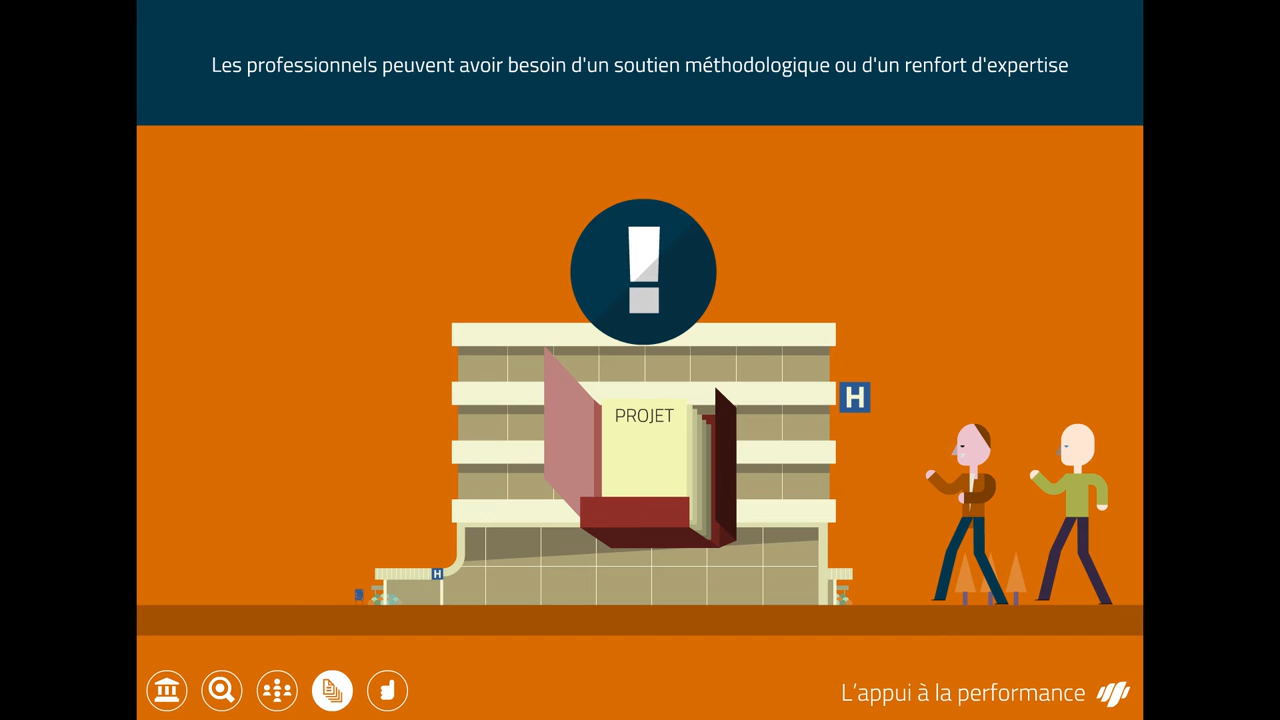 Les professionnels peuvent avoir besoin d'un soutien méthodologique ou d'un renfort d'expertise
!
H
PROJET
H
L'appui à la performance